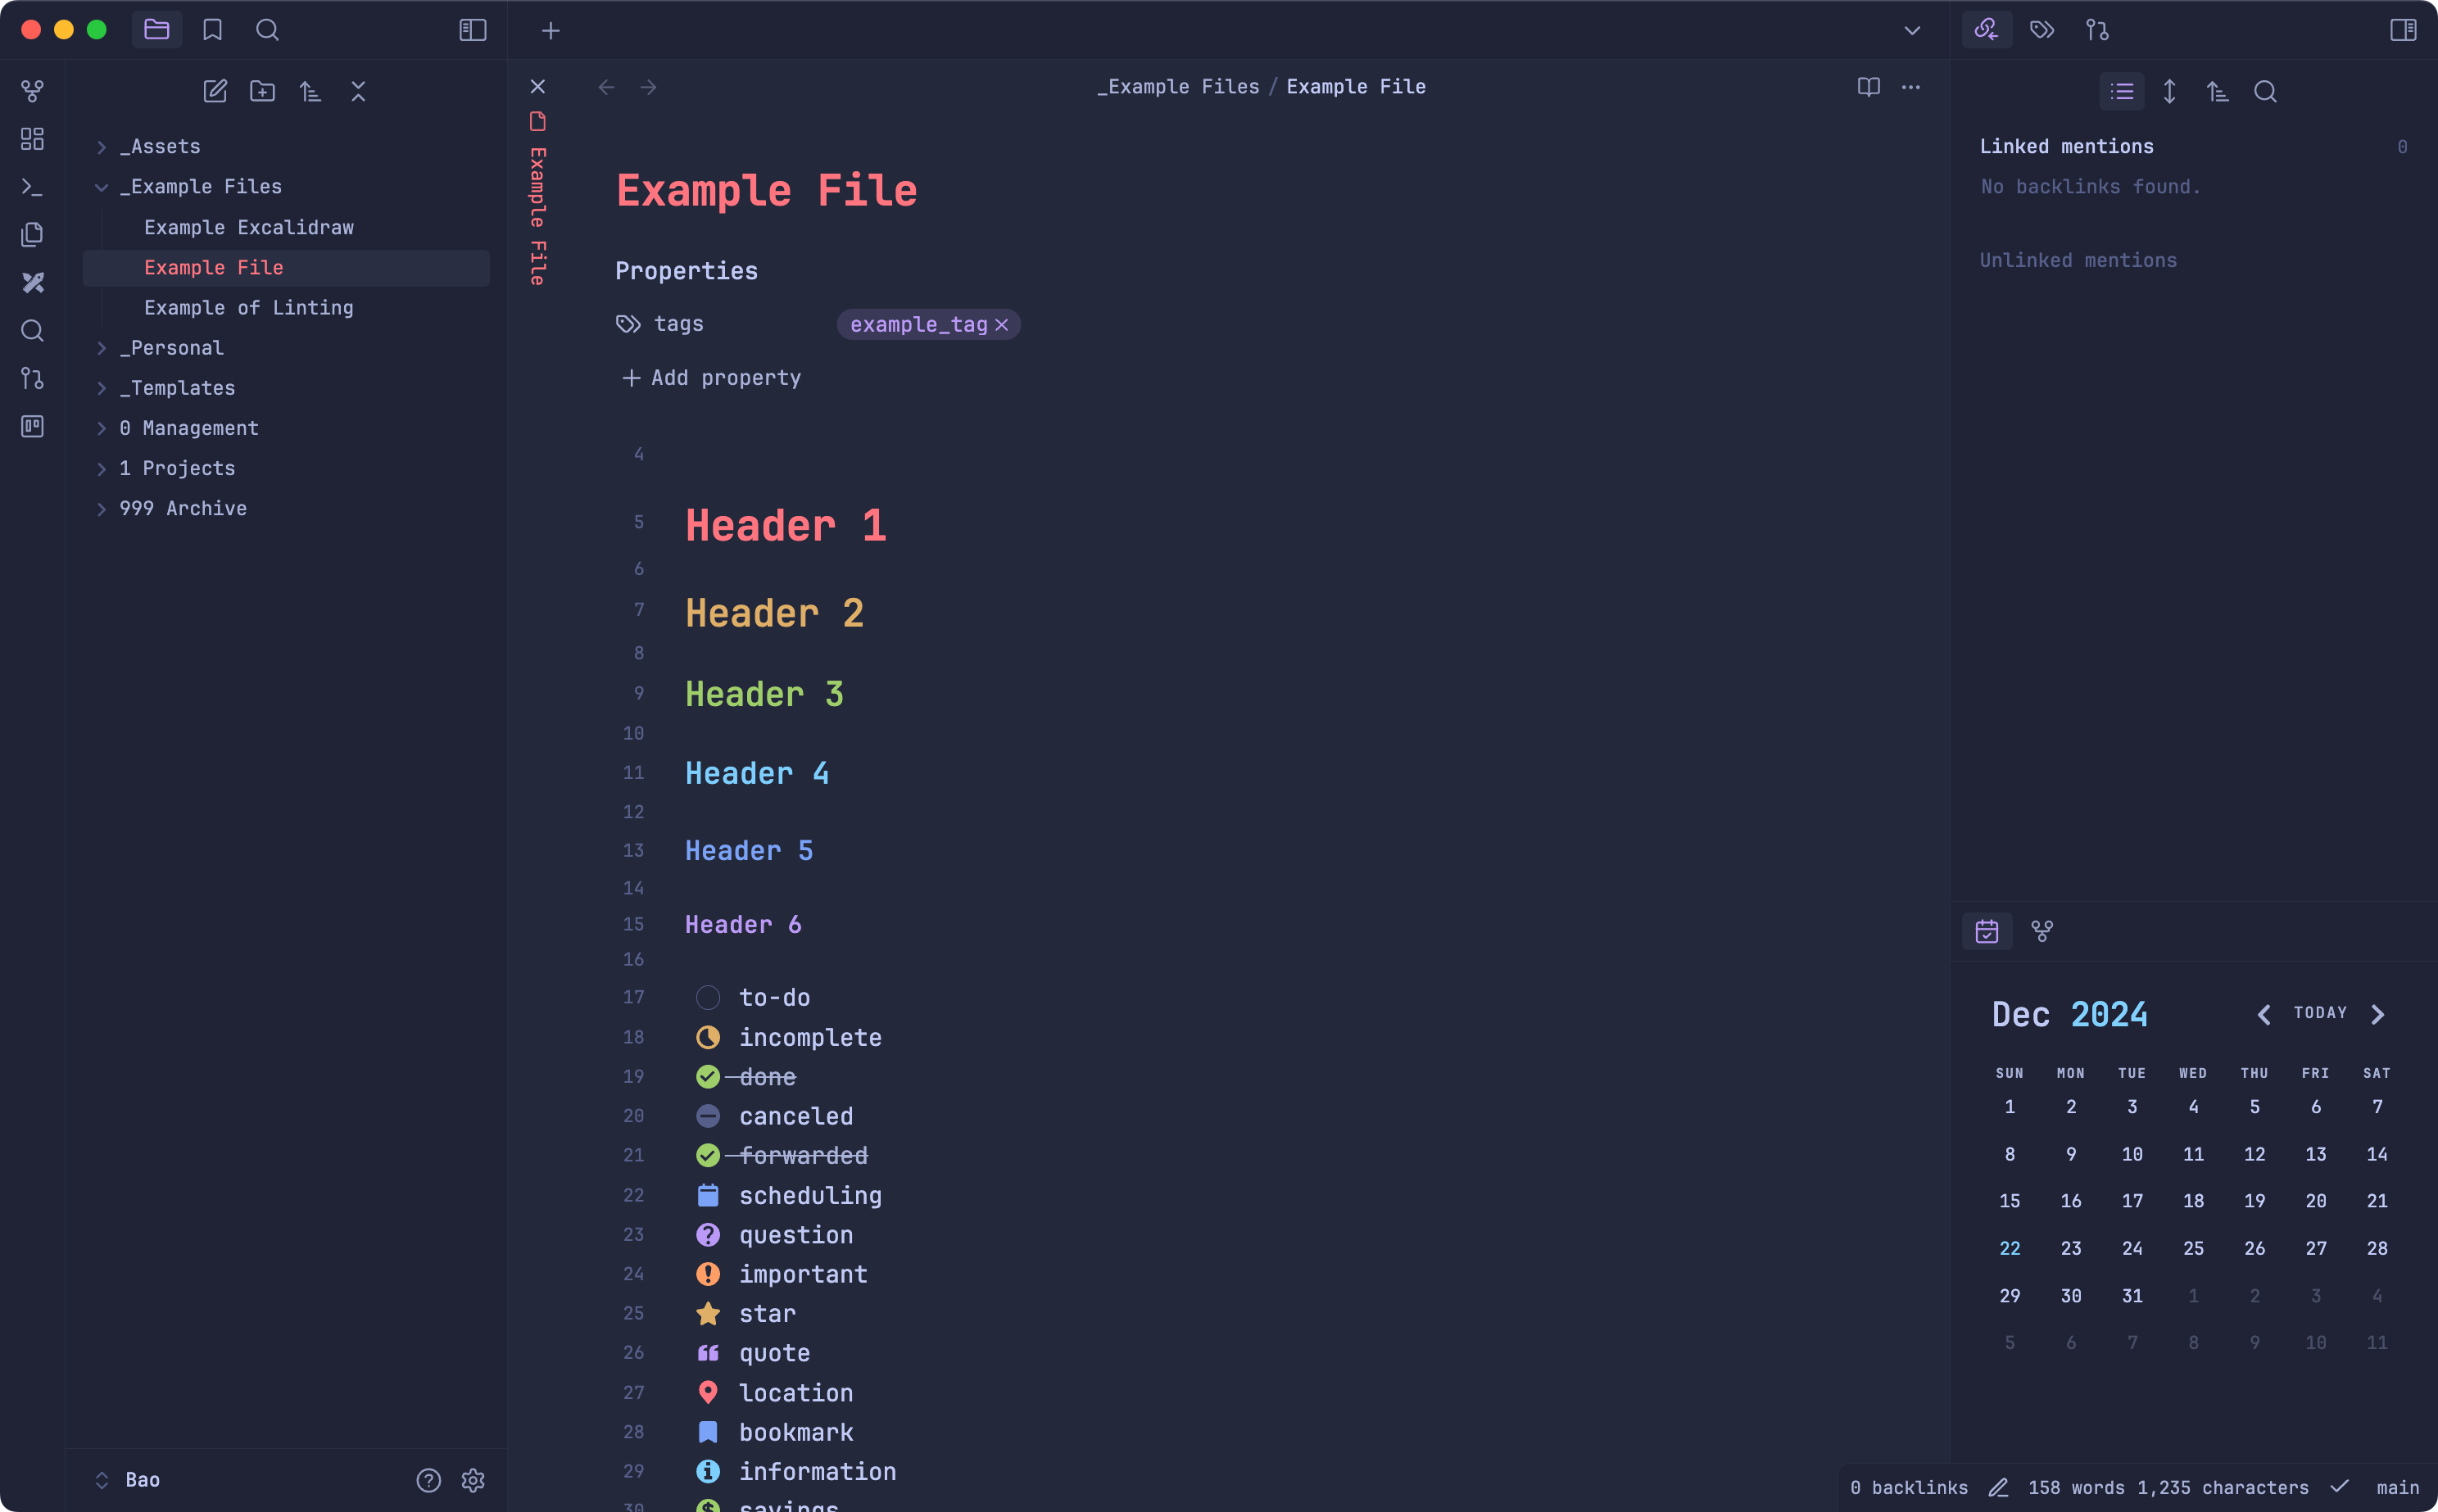 _Assets
_Example Files
Example Excalidraw
Example File
Example of Linting
_Personal
_Templates
0 Management
1 Projects
999 Archive
Bao
Example File
_Example Files / Example File
Example File
Properties
tags example_tag
Add property
4
5 Header 1
6
7 Header 2
8
9 Header 3
10
11 Header 4
12
13 Header 5
14
15 Header 6
16
17 to-do
18 incomplete
19 done
20 canceled
21 forwarded
22 scheduling
23 question
24 important
25 star
26 quote
27 location
28 bookmark
29 information
30 savings
Linked mentions 0
No backlinks found.
Unlinked mentions
Dec 2024 TODAY
SUN MON TUE WED THU FRI SAT
1 2 3 4 5 6 7
8 9 10 11 12 13 14
15 16 17 18 19 20 21
22 23 24 25 26 27 28
29 30 31 1 2 3 4
5 6 7 8 9 10 11
0 backlinks 158 words 1,235 characters main